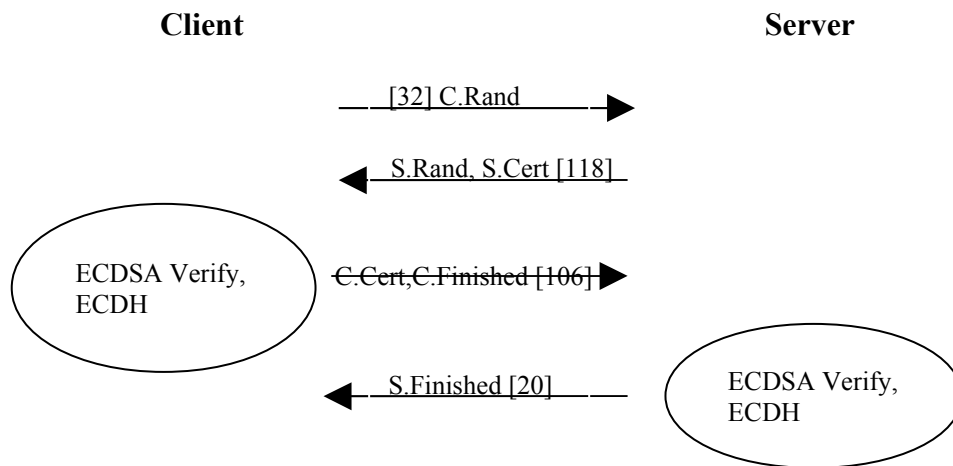 Client Server
[32] C.Rand
S.Rand, S.Cert [118]
ECDSA Verify,
ECDH
C.Cert,C.Finished [106]
S.Finished [20]
ECDSA Verify,
ECDH